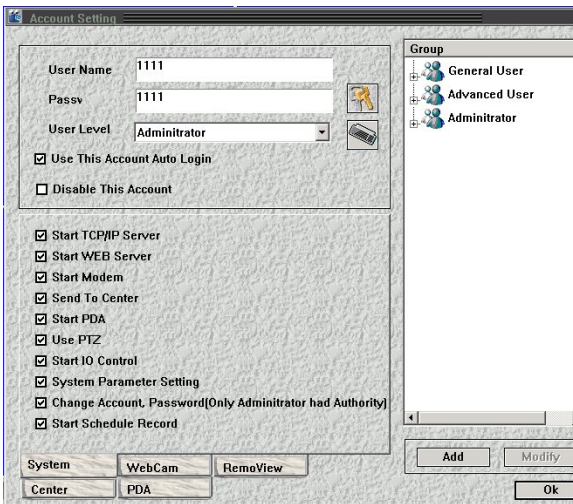 Account Setting
User Name 1111
Passv 1111
User Level Adminitrator
Use This Account Auto Login
Disable This Account
Start TCP/IP Server
Start WEB Server
Start Modem
Send To Center
Start PDA
Use PTZ
Start IO Control
System Parameter Setting
Change Account, Password(Only Adminitrator had Authority)
Start Schedule Record
System WebCam RemoView
Center PDA
Group
General User
Advanced User
Adminitrator
Add Modify
Ok